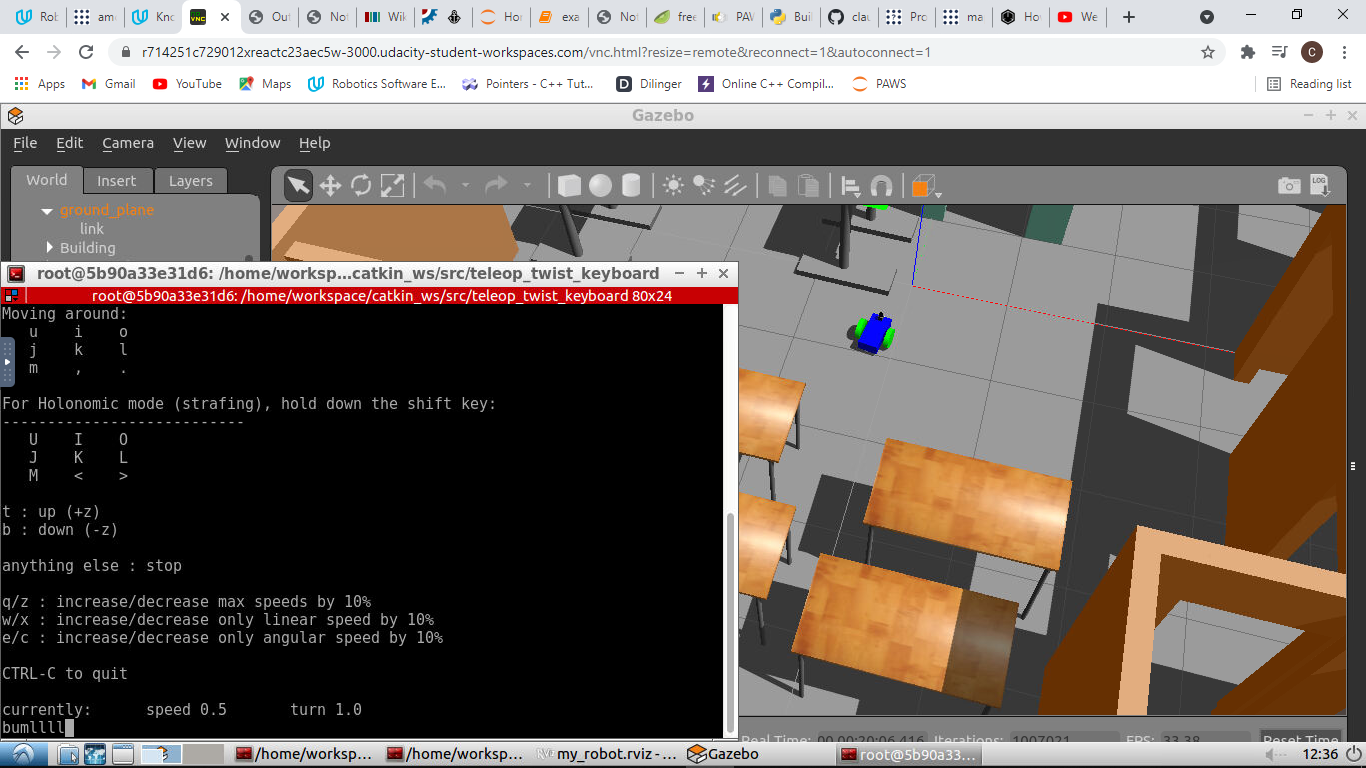 Rob
amc
Knc
Out
Not
Wik
Ho
exa
Not
free
PAV
Buil
clau
Pro
ma
Ho
We
r714251c729012xreactc23aec5w-3000.udacity-student-workspaces.com/vnc.html?resize=remote&reconnect=1&autoconnect=1
C
Apps
Gmail
YouTube
Maps
Robotics Software E...
Pointers - C++ Tut...
Dilinger
Online C++ Compil...
PAWS
Reading list
Gazebo
File Edit Camera View Window Help
World Insert Layers
LOG
ground_plane
link
Building
root@5b90a33e31d6: /home/worksp...catkin_ws/src/teleop_twist_keyboard
root@5b90a33e31d6: /home/workspace/catkin_ws/src/teleop_twist_keyboard 80x24
Moving around:
u i o
j k l
m , .
For Holonomic mode (strafing), hold down the shift key:
---------------------------
U I O
J K L
M < >
t : up (+z)
b : down (-z)
anything else : stop
q/z : increase/decrease max speeds by 10%
w/x : increase/decrease only linear speed by 10%
e/c : increase/decrease only angular speed by 10%
CTRL-C to quit
currently: speed 0.5 turn 1.0
bumllll
Real Time: 00 00:20:06.416 Iterations: 1007021 FPS: 33.38 Reset Time
/home/worksp...
/home/worksp...
my_robot.rviz - ...
Gazebo
root@5b90a33...
12:36